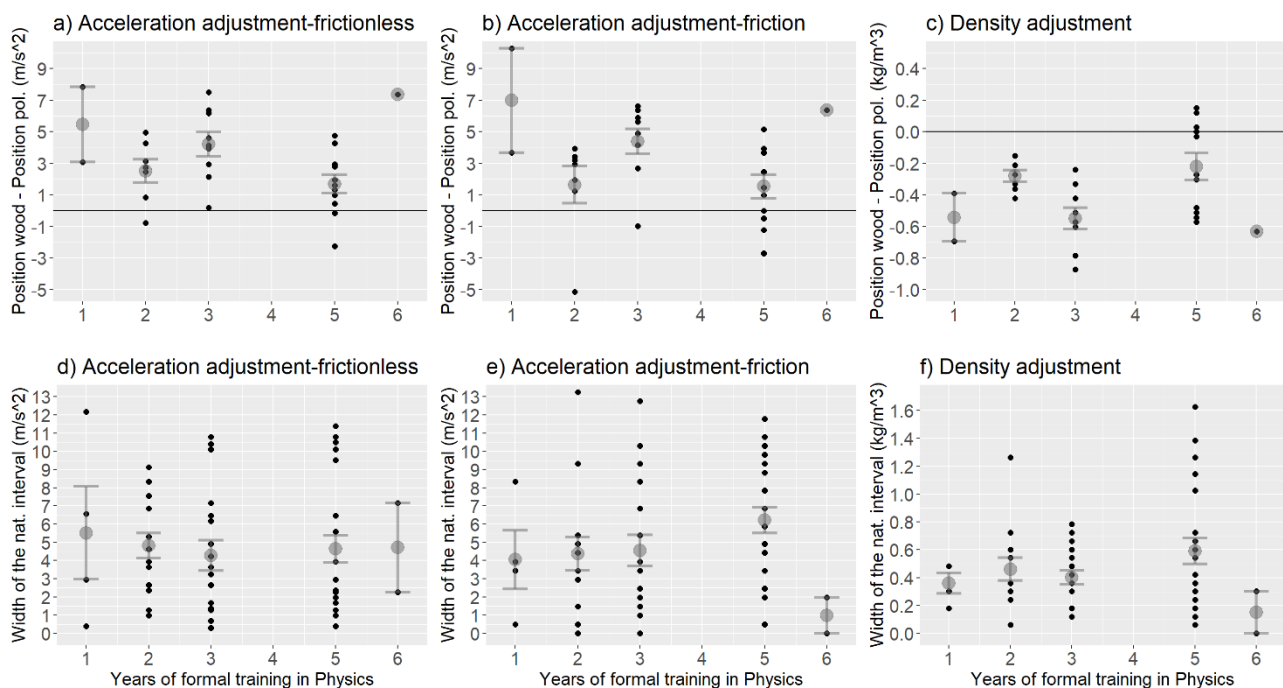 a) Acceleration adjustment-frictionless
Position wood - Position pol. (m/s^2)
9
7
5
3
1
-1
-3
-5
1 2 3 4 5 6
b) Acceleration adjustment-friction
Position wood - Position pol. (m/s^2)
9
7
5
3
1
-1
-3
-5
1 2 3 4 5 6
c) Density adjustment
Position wood - Position pol. (kg/m^3)
0.4
0.2
0.0
-0.2
-0.4
-0.6
-0.8
-1.0
1 2 3 4 5 6
d) Acceleration adjustment-frictionless
Width of the nat. interval (m/s^2)
13
12
11
10
9
8
7
6
5
4
3
2
1
0
1 2 3 4 5 6
Years of formal training in Physics
e) Acceleration adjustment-friction
Width of the nat. interval (m/s^2)
13
12
11
10
9
8
7
6
5
4
3
2
1
0
1 2 3 4 5 6
Years of formal training in Physics
f) Density adjustment
Width of the nat. interval (kg/m^3)
1.6
1.4
1.2
1.0
0.8
0.6
0.4
0.2
0.0
1 2 3 4 5 6
Years of formal training in Physics